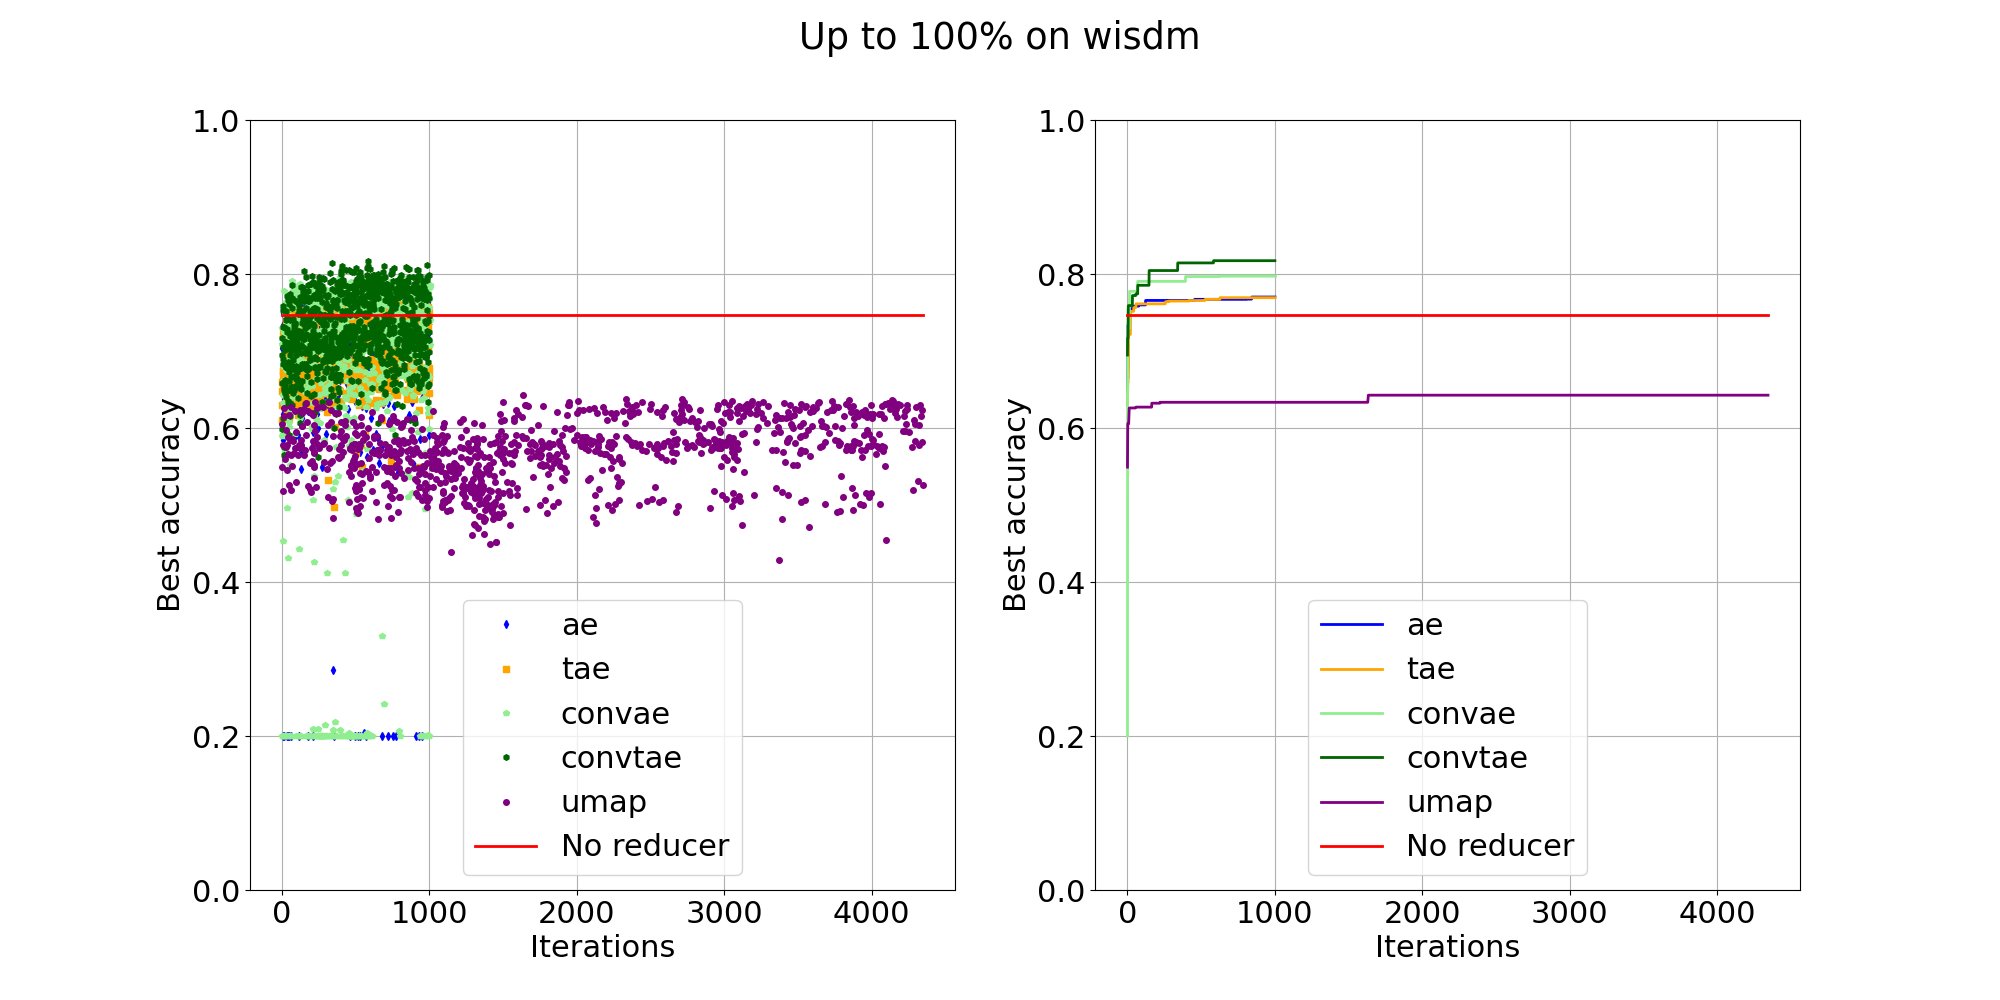 Up to 100% on wisdm
1.0
0.8
0.6
0.4
0.2
0.0
Best accuracy
ae
tae
convae
convtae
umap
No reducer
0 1000 2000 3000 4000
Iterations
1.0
0.8
0.6
0.4
0.2
0.0
Best accuracy
ae
tae
convae
convtae
umap
No reducer
0 1000 2000 3000 4000
Iterations